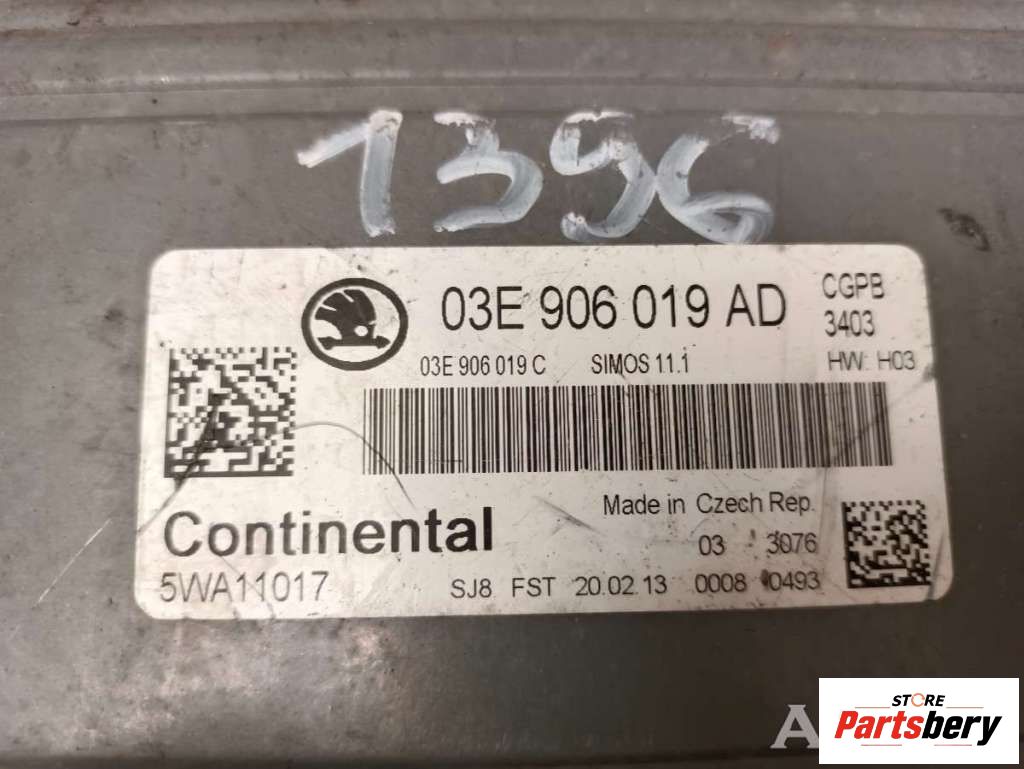 1396
03E 906 019 AD
CGPB
3403
03E 906 019 C SIMOS 11.1 HW: H03
Made in Czech Rep.
Continental
03 3076
5WA11017
SJ8 FST 20.02.13 0008 0493
A
STORE
Partsbery